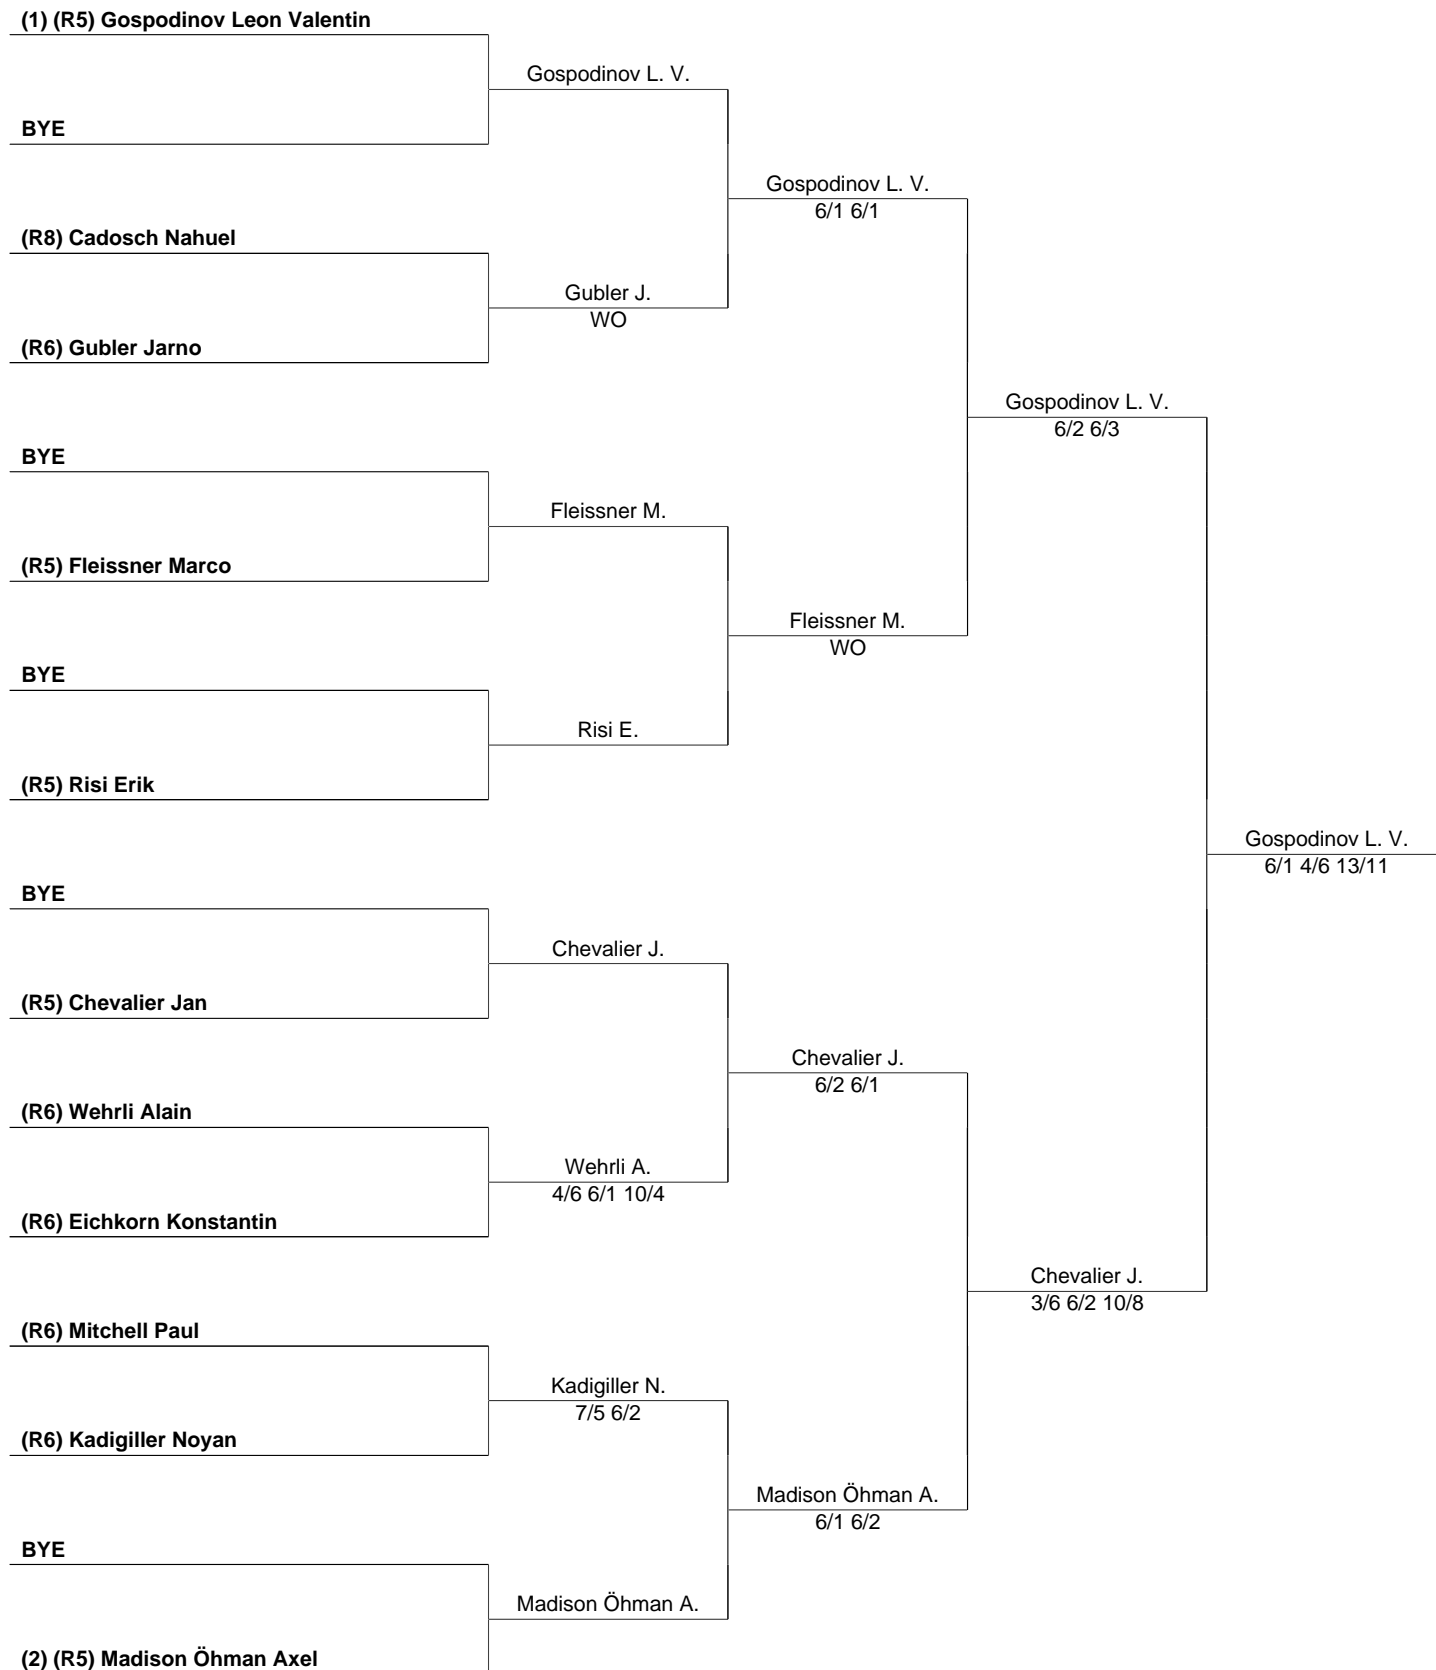 (1) (R5) Gospodinov Leon Valentin
Gospodinov L. V.
BYE
Gospodinov L. V.
6/1 6/1
(R8) Cadosch Nahuel
Gubler J.
WO
(R6) Gubler Jarno
Gospodinov L. V.
6/2 6/3
BYE
Fleissner M.
(R5) Fleissner Marco
Fleissner M.
WO
BYE
Risi E.
(R5) Risi Erik
Gospodinov L. V.
6/1 4/6 13/11
BYE
Chevalier J.
(R5) Chevalier Jan
Chevalier J.
6/2 6/1
(R6) Wehrli Alain
Wehrli A.
4/6 6/1 10/4
(R6) Eichkorn Konstantin
Chevalier J.
3/6 6/2 10/8
(R6) Mitchell Paul
Kadigiller N.
7/5 6/2
(R6) Kadigiller Noyan
Madison Öhman A.
6/1 6/2
BYE
Madison Öhman A.
(2) (R5) Madison Öhman Axel